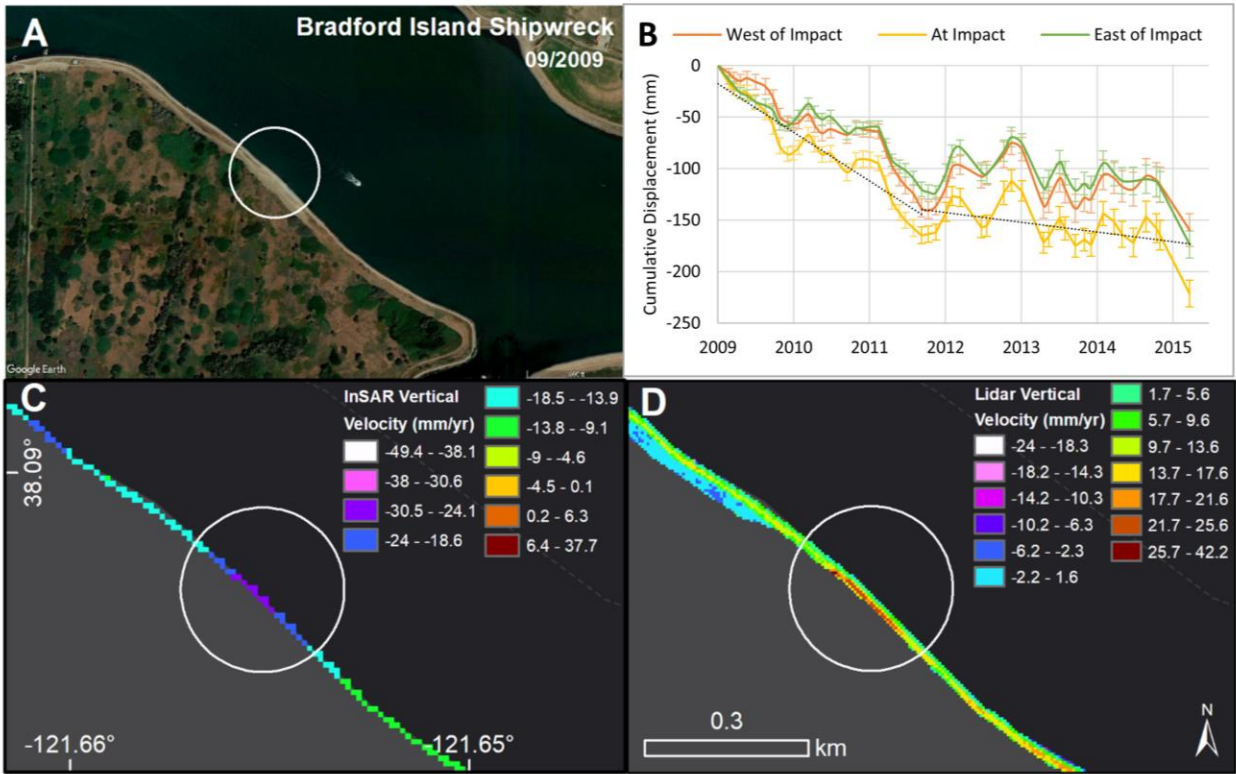 A
Bradford Island Shipwreck
09/2009
Google Earth
B
West of Impact
At Impact
East of Impact
Cumulative Displacement (mm)
0
-50
-100
-150
-200
-250
2009
2010
2011
2012
2013
2014
2015
C
InSAR Vertical
Velocity (mm/yr)
-49.4 - -38.1
-38 - -30.6
-30.5 - -24.1
-24 - -18.6
-18.5 - -13.9
-13.8 - -9.1
-9 - -4.6
-4.5 - 0.1
0.2 - 6.3
6.4 - 37.7
38.09°
-121.66°
-121.65°
D
Lidar Vertical
Velocity (mm/yr)
-24 - -18.3
-18.2 - -14.3
-14.2 - -10.3
-10.2 - -6.3
-6.2 - -2.3
-2.2 - 1.6
1.7 - 5.6
5.7 - 9.6
9.7 - 13.6
13.7 - 17.6
17.7 - 21.6
21.7 - 25.6
25.7 - 42.2
0.3
km
N